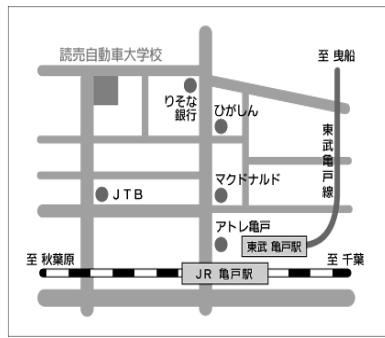 読売自動車大学校
至 曳船
りそな
銀行
ひがしん
東武亀戸線
マクドナルド
JTB
アトレ亀戸
東武 亀戸駅
至 秋葉原
至 千葉
JR 亀戸駅